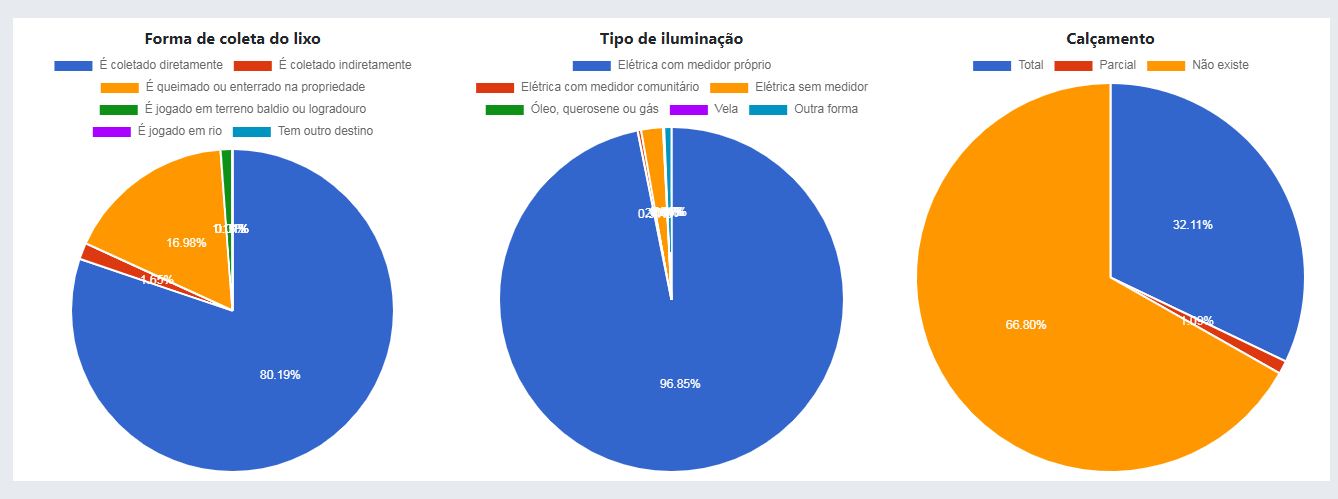 Forma de coleta do lixo
É coletado diretamente É coletado indiretamente
É queimado ou enterrado na propriedade
É jogado em terreno baldio ou logradouro
É jogado em rio Tem outro destino
16.98%
1.65%
80.19%
Tipo de iluminação
Elétrica com medidor próprio
Elétrica com medidor comunitário Elétrica sem medidor
Óleo, querosene ou gás Vela Outra forma
96.85%
Calçamento
Total Parcial Não existe
32.11%
1.09%
66.80%